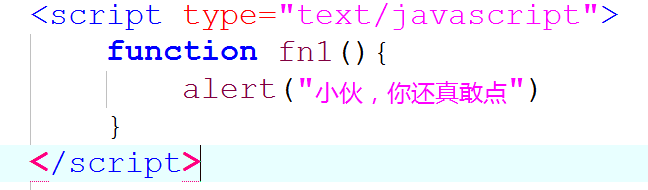 <script type="text/javascript">
function fn1(){
alert("小伙，你还真敢点")
}
</script>